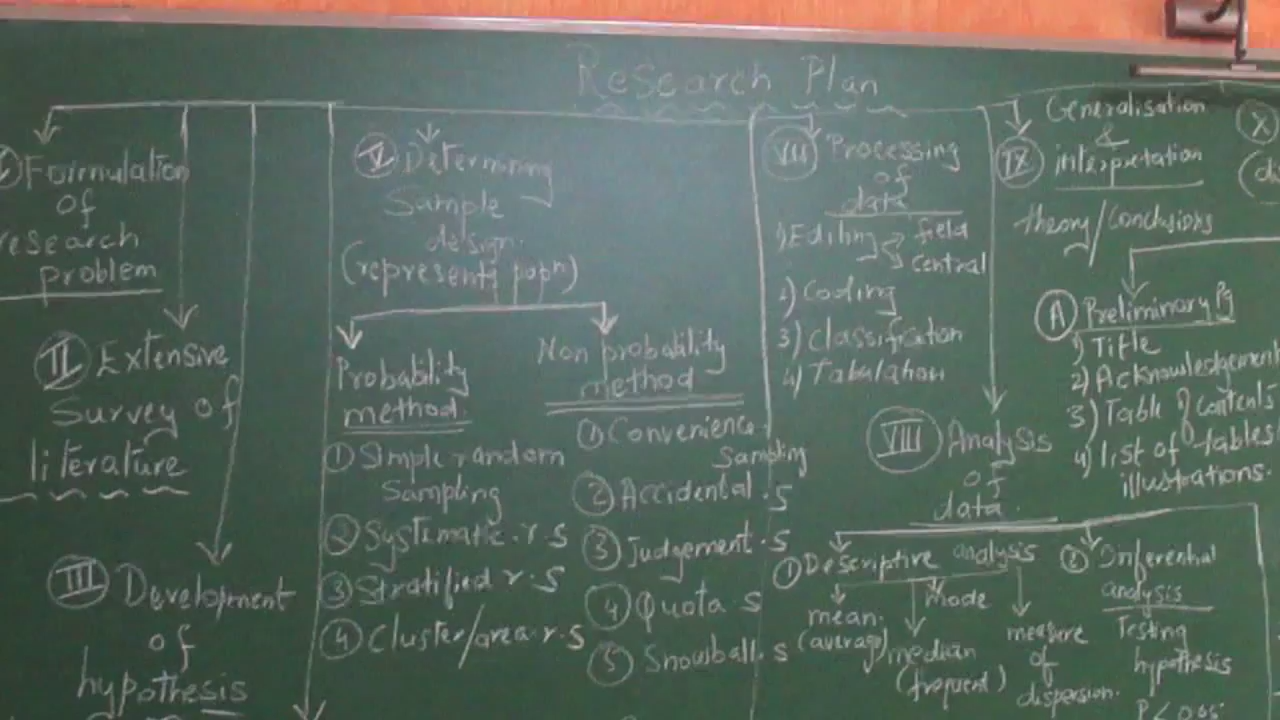 Research Plan
Formulation
of
research
problem
II Extensive
Survey of
literature
III Development
of
hypothesis
V Determining
Sample
design.
(represents popn)
Probability
method.
1 Simple random
Sampling
2 Systematic. r. s
3 Stratified r. s
4 Cluster/area. r. s
Non probability
method
1 Convenience
Sampling
2 Accidental. s
3 Judgement. s
4 Quota s
5 Snowball. s
VII Processing
of
data
1) Editing field
central
2) Coding
3) Classification
4) Tabulation
VIII Analysis
of
data.
1 Descriptive analysis
mean.
(average)
median
(frequent)
Mode
measure
of
dispersion.
2 Inferential
analysis
Testing
hypothesis
P<0.05
IX Generalisation
&
interpretation
theory/conclusions
X
A Preliminary Pg
1) Title
2) Acknowledgement
3) Table of contents
4) list of tables
illustrations.